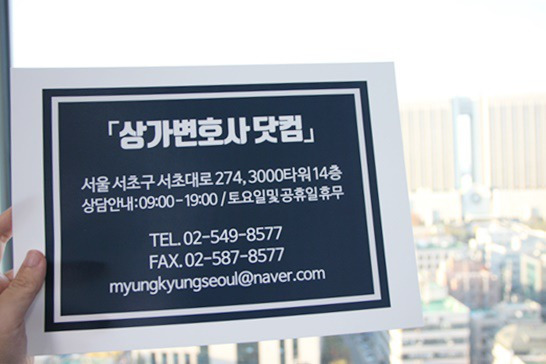 「상가변호사 닷컴」
서울 서초구 서초대로 274, 3000타워 14층
상담안내 : 09:00 - 19:00 / 토요일 및 공휴일 휴무
TEL. 02-549-8577
FAX. 02-587-8577
myungkyungseoul@naver.com